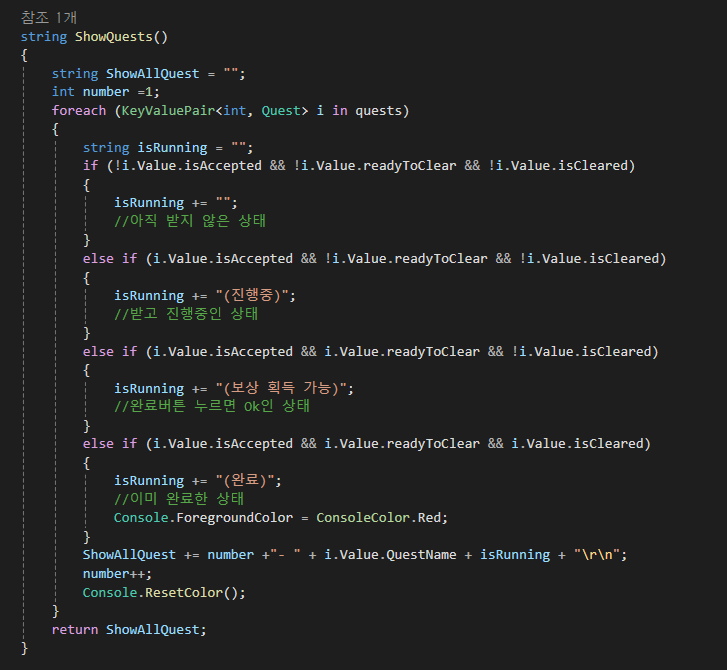 참조 1개
string ShowQuests()
{
    string ShowAllQuest = "";
    int number =1;
    foreach (KeyValuePair<int, Quest> i in quests)
    {
        string isRunning = "";
        if (!i.Value.isAccepted && !i.Value.readyToClear && !i.Value.isCleared)
        {
            isRunning += "";
            //아직 받지 않은 상태
        }
        else if (i.Value.isAccepted && !i.Value.readyToClear && !i.Value.isCleared)
        {
            isRunning += "(진행중)";
            //받고 진행중인 상태
        }
        else if (i.Value.isAccepted && i.Value.readyToClear && !i.Value.isCleared)
        {
            isRunning += "(보상 획득 가능)";
            //완료버튼 누르면 Ok인 상태
        }
        else if (i.Value.isAccepted && i.Value.readyToClear && i.Value.isCleared)
        {
            isRunning += "(완료)";
            //이미 완료한 상태
            Console.ForegroundColor = ConsoleColor.Red;
        }
        ShowAllQuest += number +"- " + i.Value.QuestName + isRunning + "\r\n";
        number++;
        Console.ResetColor();
    }
    return ShowAllQuest;
}